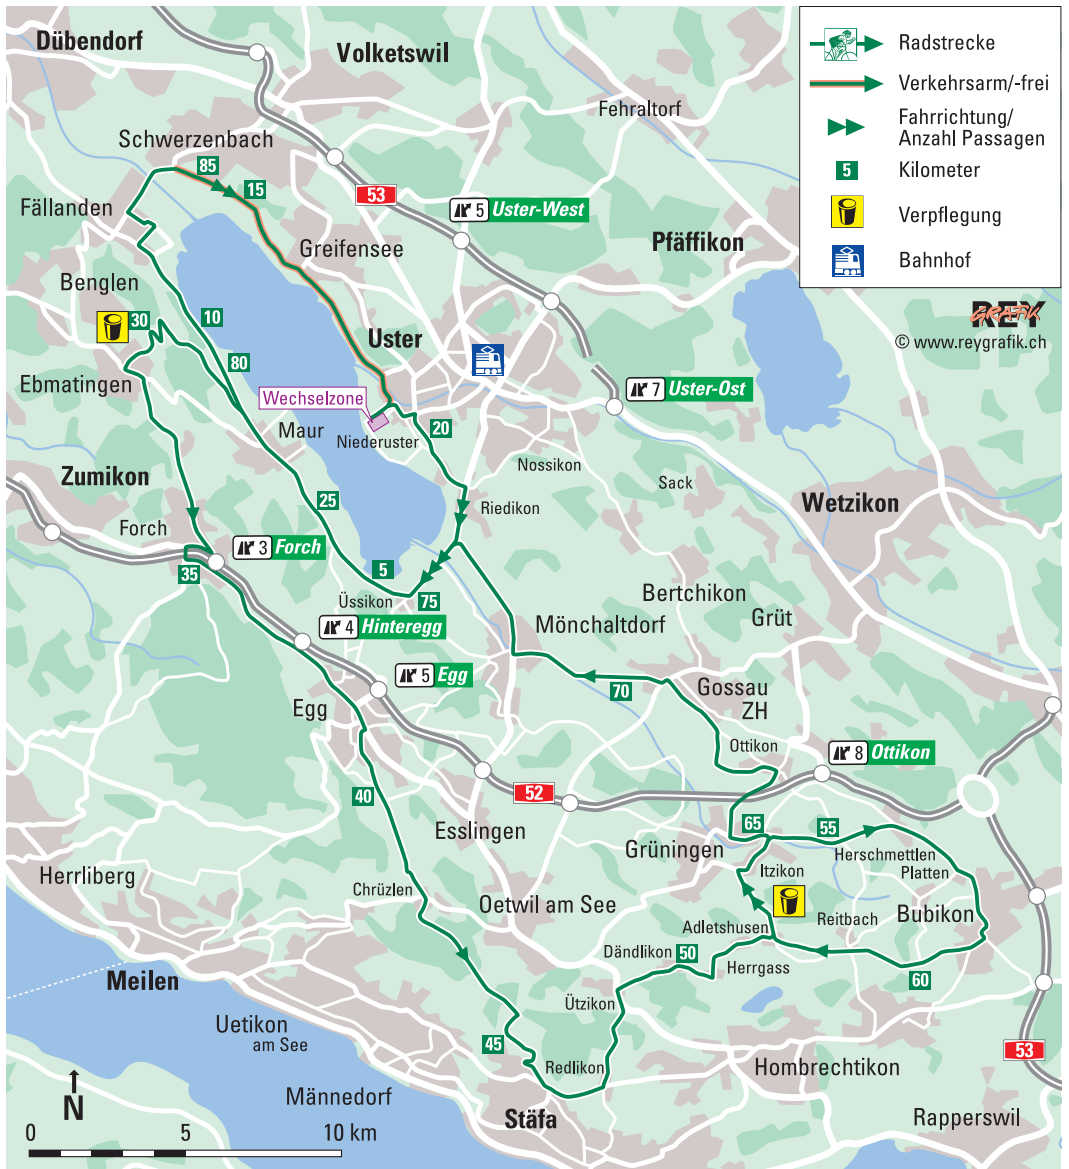 Dübendorf
Volketswil
Fehraltorf
Schwerzenbach
85
15
53
5 Uster-West
Fällanden
Greifensee
Pfäffikon
Benglen
10
30
Uster
80
Ebmatingen
7 Uster-Ost
Wechselzone
20
Maur
Niederuster
Nossikon
Zumikon
Sack
25
Riedikon
Wetzikon
Forch
3 Forch
35
5
Üssikon
75
Bertchikon
Grüt
4 Hinteregg
Mönchaltdorf
5 Egg
70
Gossau
ZH
Egg
Ottikon
8 Ottikon
40
52
Esslingen
65
55
Grüningen
Herschmettlen
Platten
Itzikon
Herrliberg
Chrüzlen
Oetwil am See
Reitbach
Bubikon
Adletshusen
Dändlikon
50
Herrgass
60
Meilen
Ützikon
Uetikon
am See
45
53
Redlikon
Hombrechtikon
Männedorf
Stäfa
Rapperswil
N
0
5
10 km
Radstrecke
Verkehrsarm/-frei
Fahrrichtung/
Anzahl Passagen
5
Kilometer
Verpflegung
Bahnhof
REY
GRAFIK
© www.reygrafik.ch